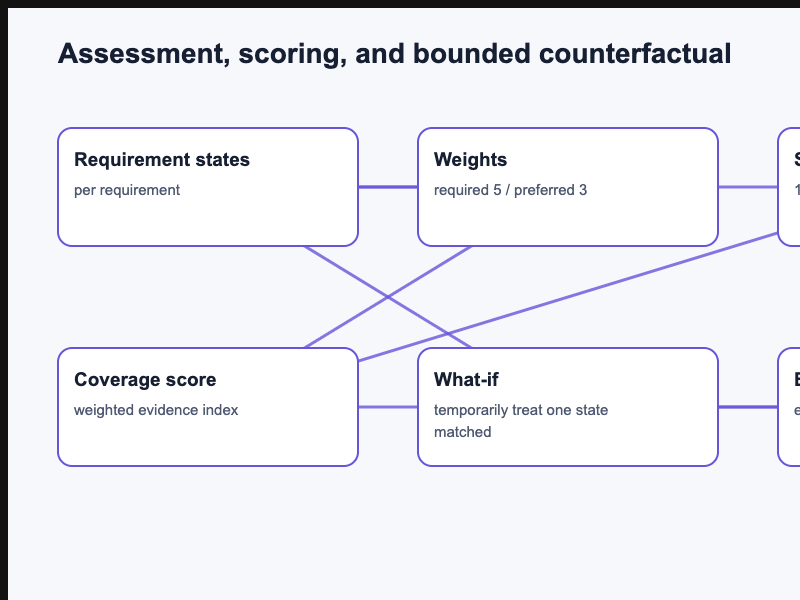 Assessment, scoring, and bounded counterfactual
Requirement states
per requirement
Weights
required 5 / preferred 3
Coverage score
weighted evidence index
What-if
temporarily treat one state
matched